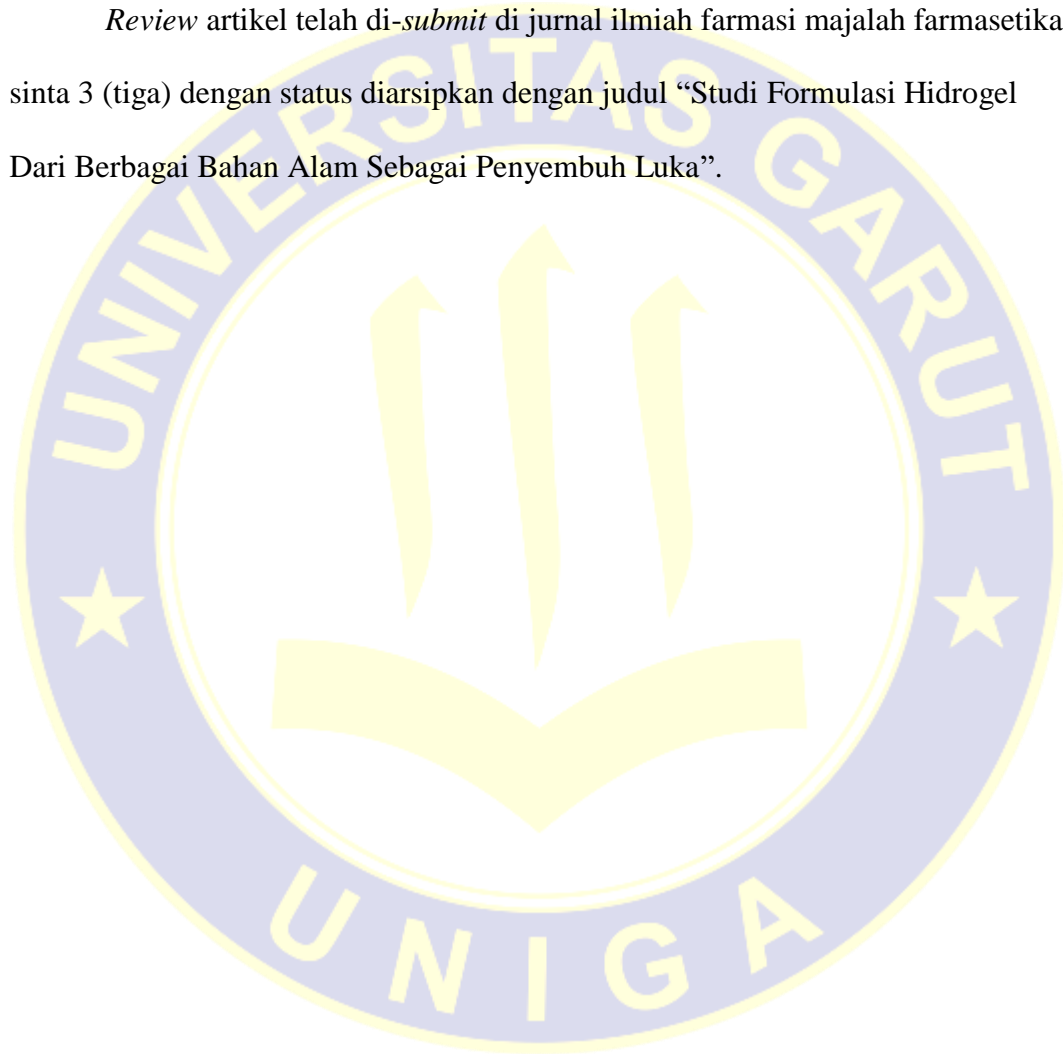 Review artikel telah di-submit di jurnal ilmiah farmasi majalah farmasetika
sinta 3 (tiga) dengan status diarsipkan dengan judul “Studi Formulasi Hidrogel
Dari Berbagai Bahan Alam Sebagai Penyembuh Luka”.
UNIVERSITAS GARUT
UNIGA